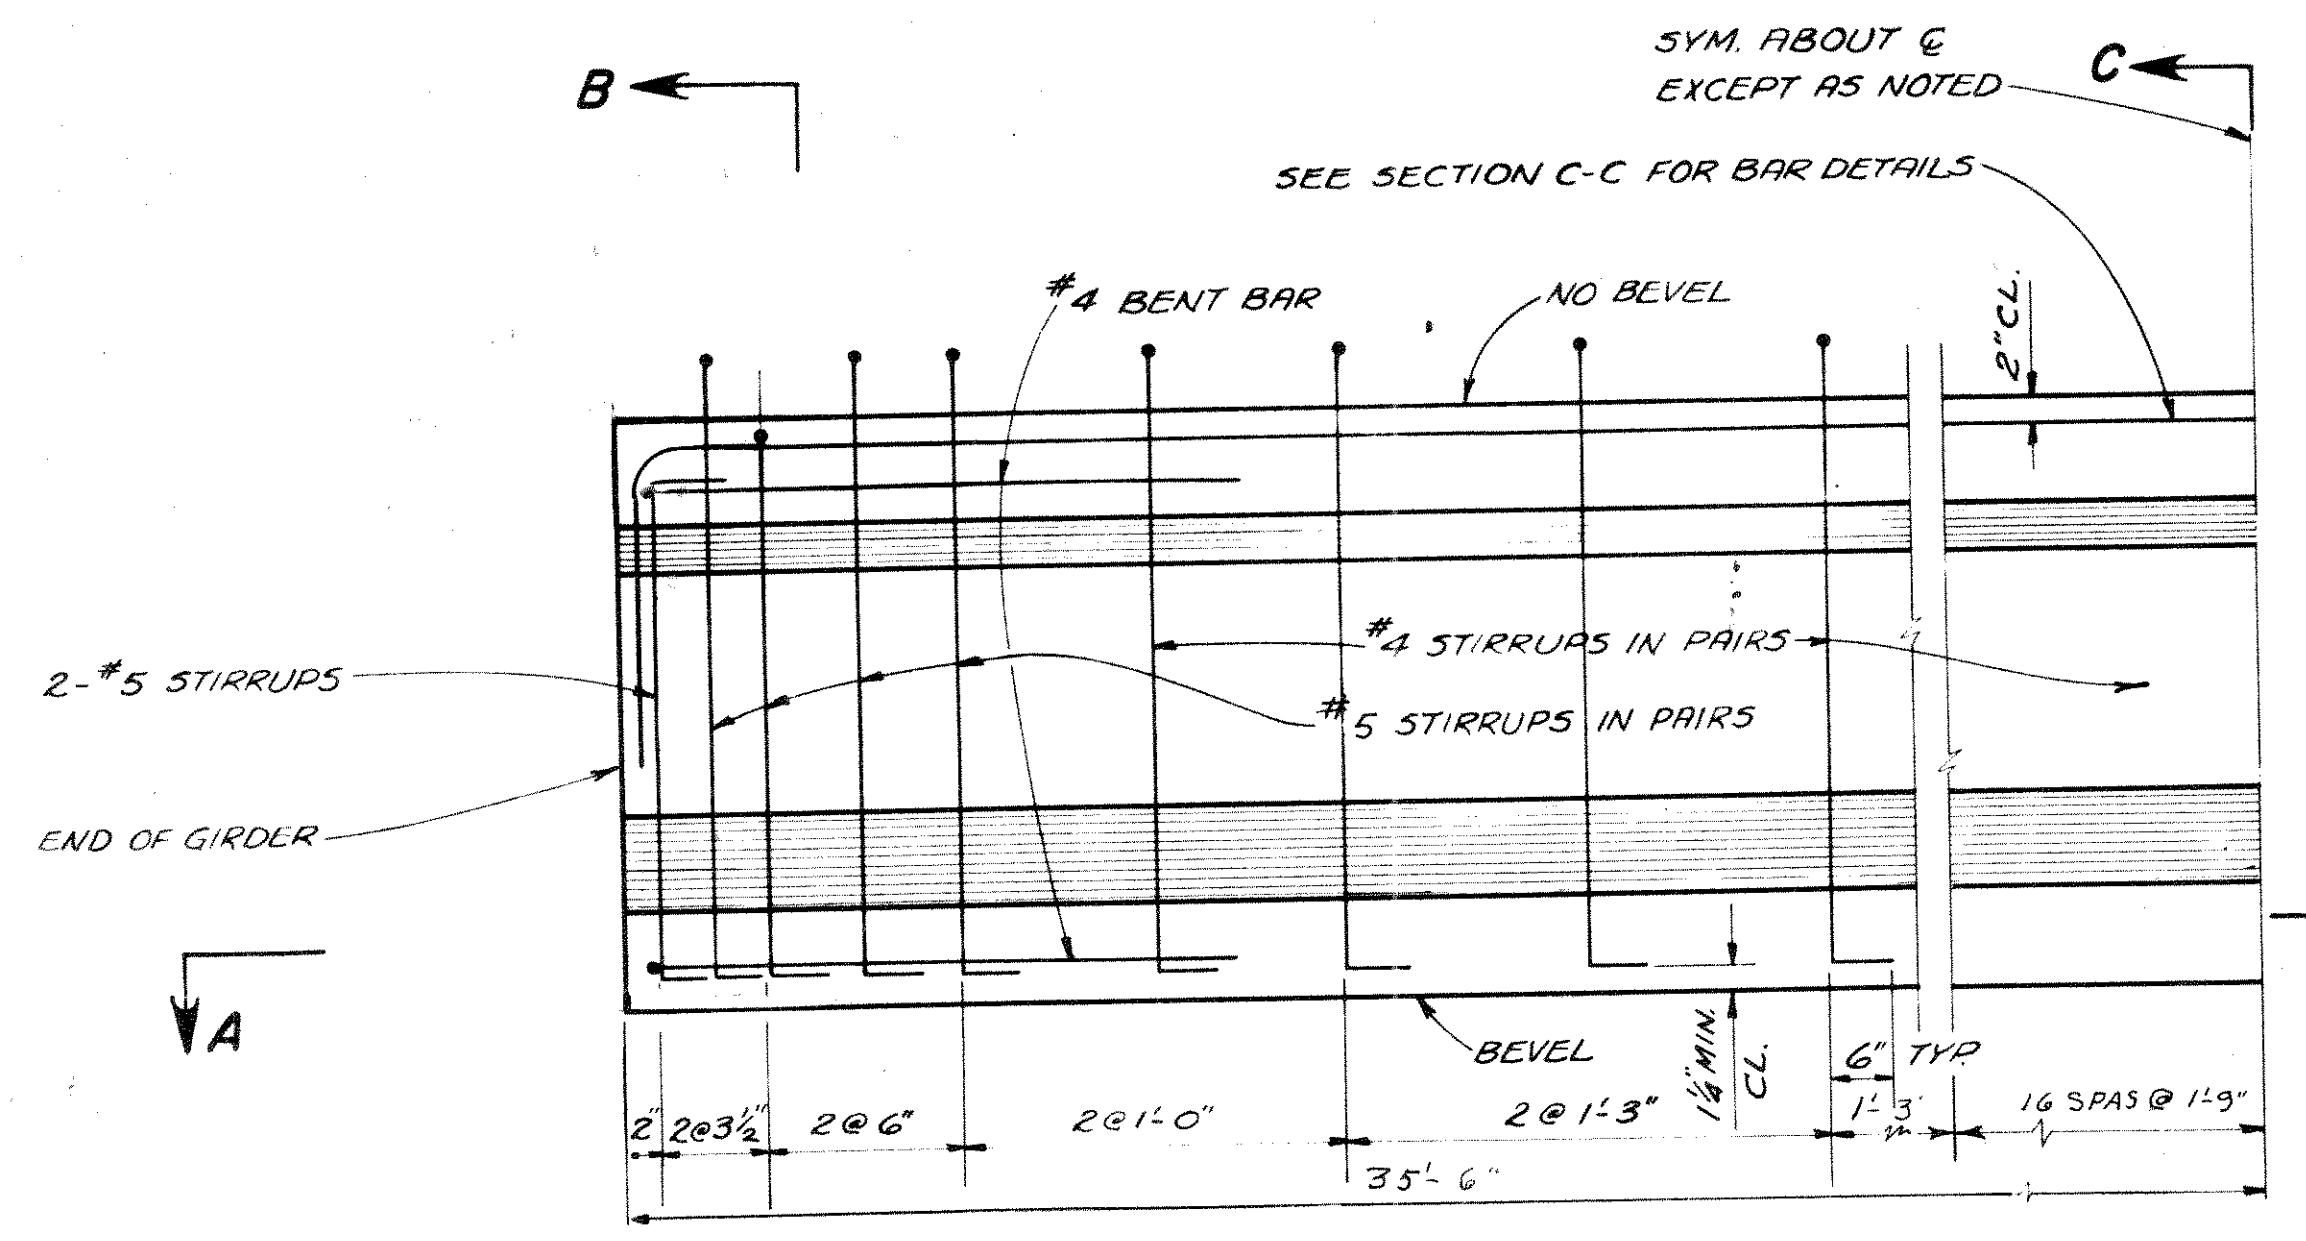 SYM. ABOUT ℄
EXCEPT AS NOTED
B
C
SEE SECTION C-C FOR BAR DETAILS
#4 BENT BAR
NO BEVEL
2" CL.
#4 STIRRUPS IN PAIRS
2-#5 STIRRUPS
#5 STIRRUPS IN PAIRS
END OF GIRDER
A
BEVEL
1¼" MIN.
CL.
6" TYP.
2"
2@3½"
2@6"
2@1'-0"
2@1'-3"
1'-3"
16 SPAS @ 1'-9"
35'-6"